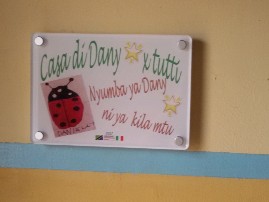 Casa di Dany x tutti
Nyumba ya Dany
ni ya kila mtu